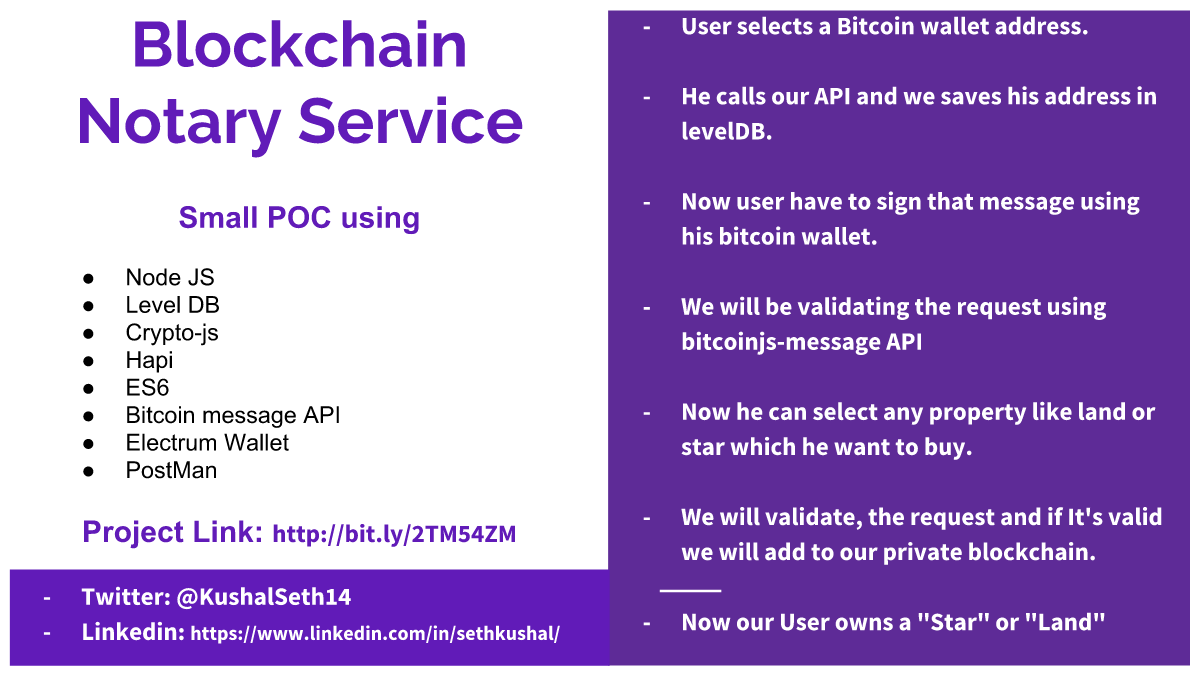 Blockchain
Notary Service
Small POC using
● Node JS
● Level DB
● Crypto-js
● Hapi
● ES6
● Bitcoin message API
● Electrum Wallet
● PostMan
Project Link: http://bit.ly/2TM54ZM
- Twitter: @KushalSeth14
- Linkedin: https://www.linkedin.com/in/sethkushal/
- User selects a Bitcoin wallet address.
- He calls our API and we saves his address in
levelDB.
- Now user have to sign that message using
his bitcoin wallet.
- We will be validating the request using
bitcoinjs-message API
- Now he can select any property like land or
star which he want to buy.
- We will validate, the request and if It's valid
we will add to our private blockchain.
- Now our User owns a "Star" or "Land"